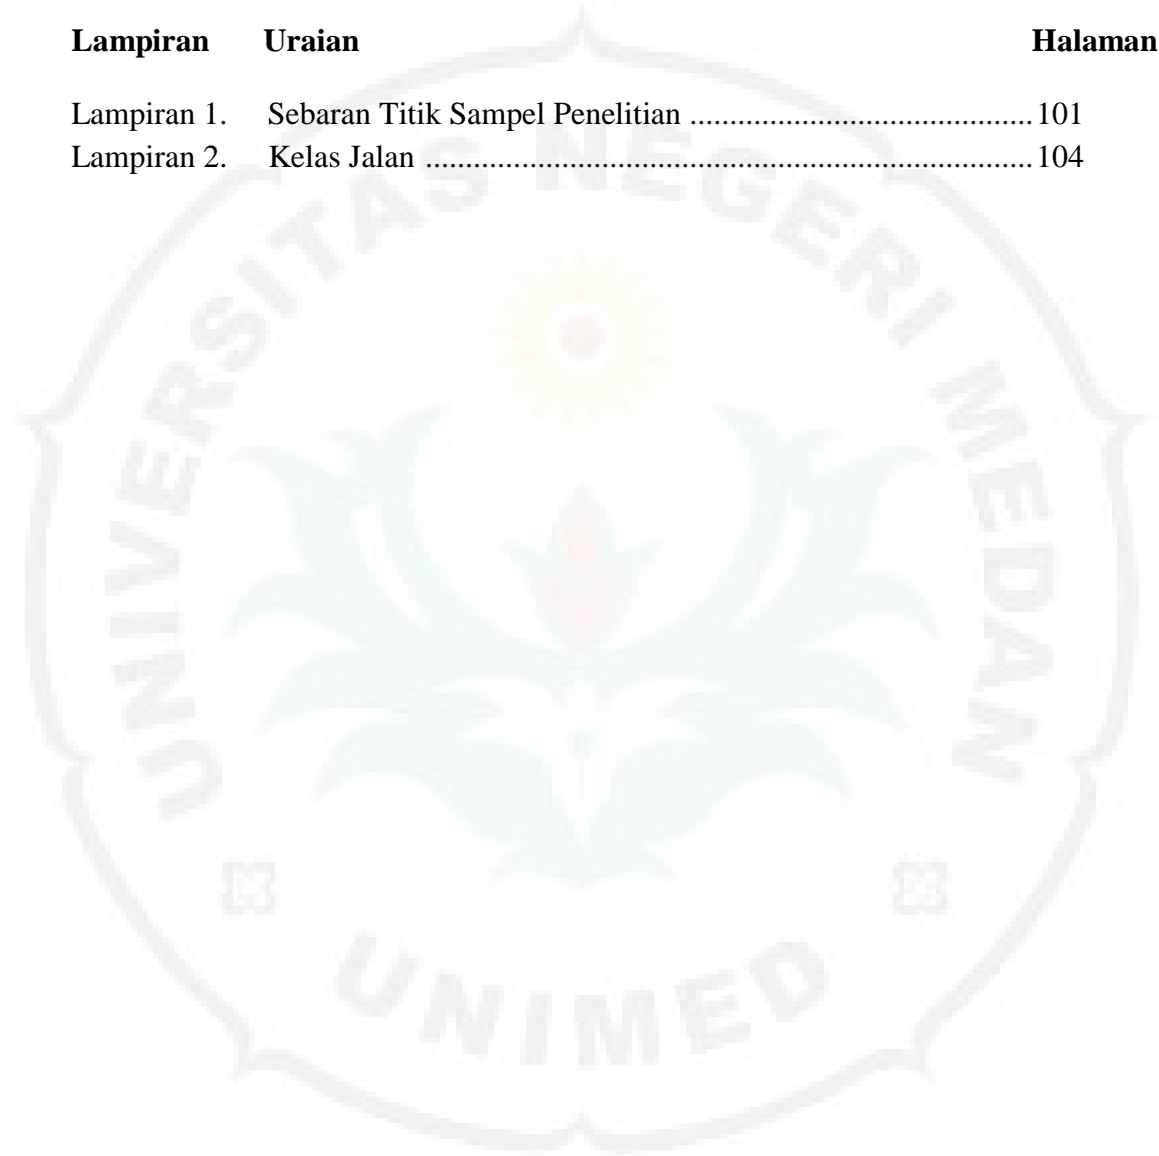 Lampiran Uraian Halaman
Lampiran 1. Sebaran Titik Sampel Penelitian ........................................... 101
Lampiran 2. Kelas Jalan ............................................................................ 104
UNIVERSITAS NEGERI MEDAN
UNIMED